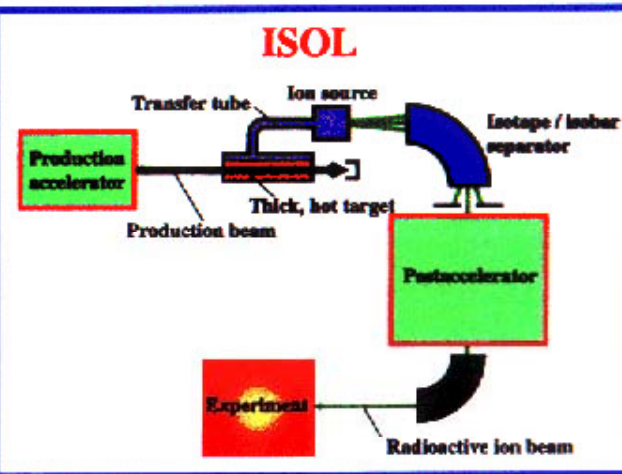 ISOL
Transfer tube
Ion source
Isotape / isobar
separator
Production
accelerator
Thick, hot target
Production beam
Postaccelerator
Experiment
Radioactive ion beam